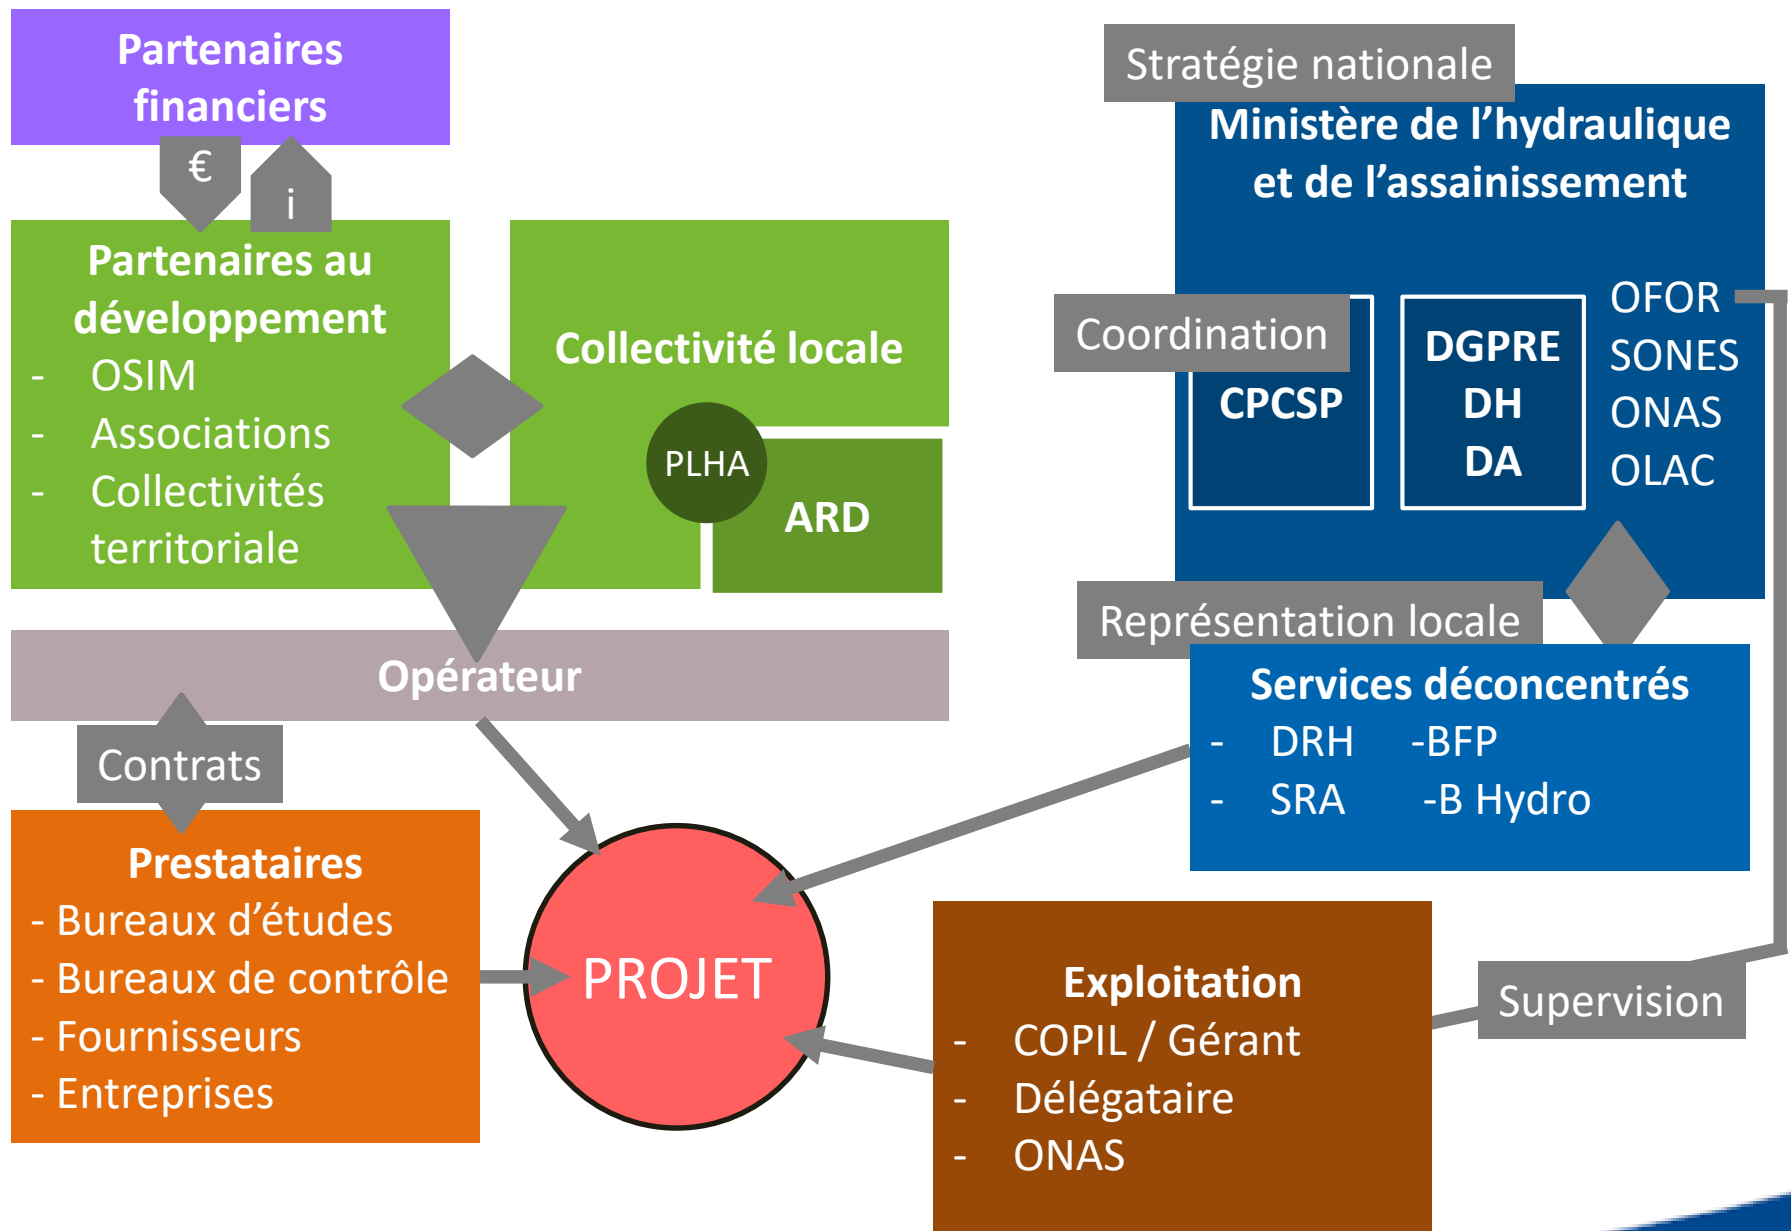 Partenaires
financiers
€
i
Partenaires au
développement
- OSIM
- Associations
- Collectivités
territoriale
Collectivité locale
PLHA
ARD
Opérateur
Contrats
Prestataires
- Bureaux d’études
- Bureaux de contrôle
- Fournisseurs
- Entreprises
PROJET
Stratégie nationale
Ministère de l’hydraulique
et de l’assainissement
Coordination
CPCSP
DGPRE
DH
DA
OFOR
SONES
ONAS
OLAC
Représentation locale
Services déconcentrés
- DRH -BFP
- SRA -B Hydro
Exploitation
- COPIL / Gérant
- Délégataire
- ONAS
Supervision